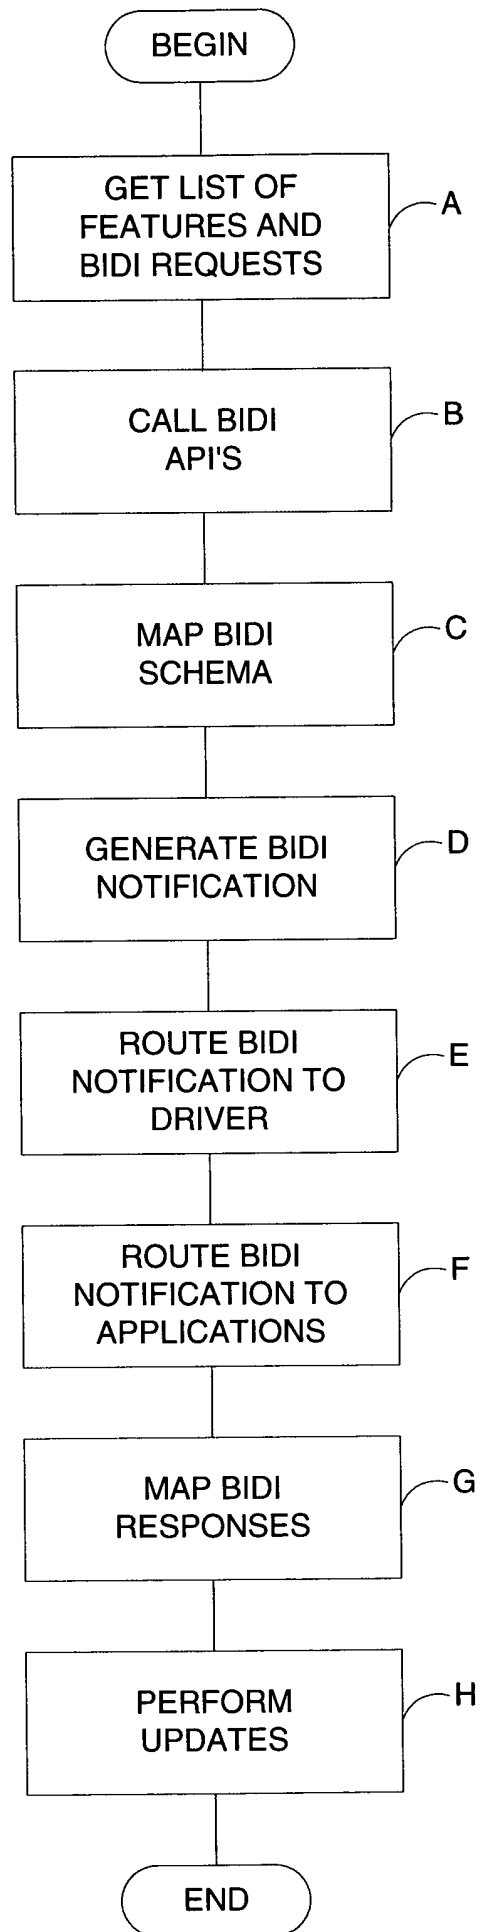 BEGIN
GET LIST OF
FEATURES AND
BIDI REQUESTS
A
CALL BIDI
API'S
B
MAP BIDI
SCHEMA
C
GENERATE BIDI
NOTIFICATION
D
ROUTE BIDI
NOTIFICATION TO
DRIVER
E
ROUTE BIDI
NOTIFICATION TO
APPLICATIONS
F
MAP BIDI
RESPONSES
G
PERFORM
UPDATES
H
END